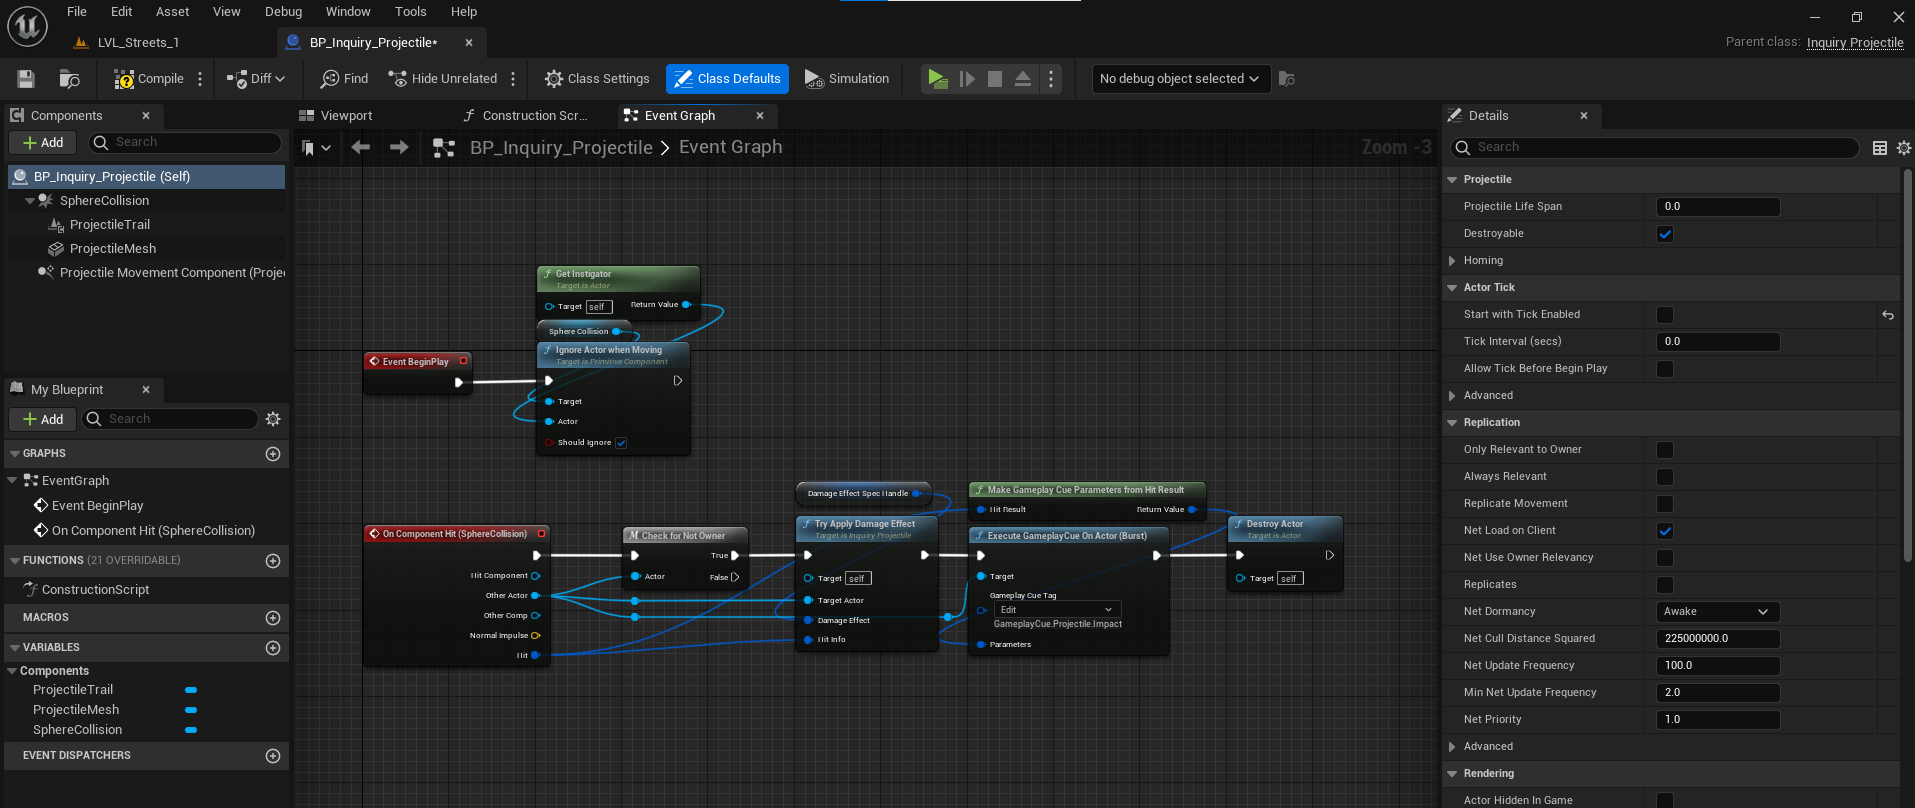 File Edit Asset View Debug Window Tools Help
LVL_Streets_1
BP_Inquiry_Projectile*
Parent class: Inquiry Projectile
Compile
Diff
Find
Hide Unrelated
Class Settings
Class Defaults
Simulation
No debug object selected
Components
Add
Search
BP_Inquiry_Projectile (Self)
SphereCollision
ProjectileTrail
ProjectileMesh
Projectile Movement Component (Proje
My Blueprint
Add
Search
GRAPHS
EventGraph
Event BeginPlay
On Component Hit (SphereCollision)
FUNCTIONS (21 OVERRIDABLE)
ConstructionScript
MACROS
VARIABLES
Components
ProjectileTrail
ProjectileMesh
SphereCollision
EVENT DISPATCHERS
Viewport
Construction Scr...
Event Graph
BP_Inquiry_Projectile > Event Graph
Zoom -3
Get Instigator
Target is Actor
Target self
Return Value
Sphere Collision
Event BeginPlay
Ignore Actor when Moving
Target is Primitive Component
Target
Actor
Should Ignore
On Component Hit (SphereCollision)
Hit Component
Other Actor
Other Comp
Normal Impulse
Hit
Check for Not Owner
True
Actor
False
Damage Effect Spec Handle
Try Apply Damage Effect
Target is Inquiry Projectile
Target self
Target Actor
Damage Effect
Hit Info
Make Gameplay Cue Parameters from Hit Result
Hit Result
Return Value
Execute GameplayCue On Actor (Burst)
Target
Gameplay Cue Tag
Edit
GameplayCue.Projectile.Impact
Parameters
Destroy Actor
Target is Actor
Target self
Details
Search
Projectile
Projectile Life Span 0.0
Destroyable
Homing
Actor Tick
Start with Tick Enabled
Tick Interval (secs) 0.0
Allow Tick Before Begin Play
Advanced
Replication
Only Relevant to Owner
Always Relevant
Replicate Movement
Net Load on Client
Net Use Owner Relevancy
Replicates
Net Dormancy Awake
Net Cull Distance Squared 225000000.0
Net Update Frequency 100.0
Min Net Update Frequency 2.0
Net Priority 1.0
Advanced
Rendering
Actor Hidden In Game